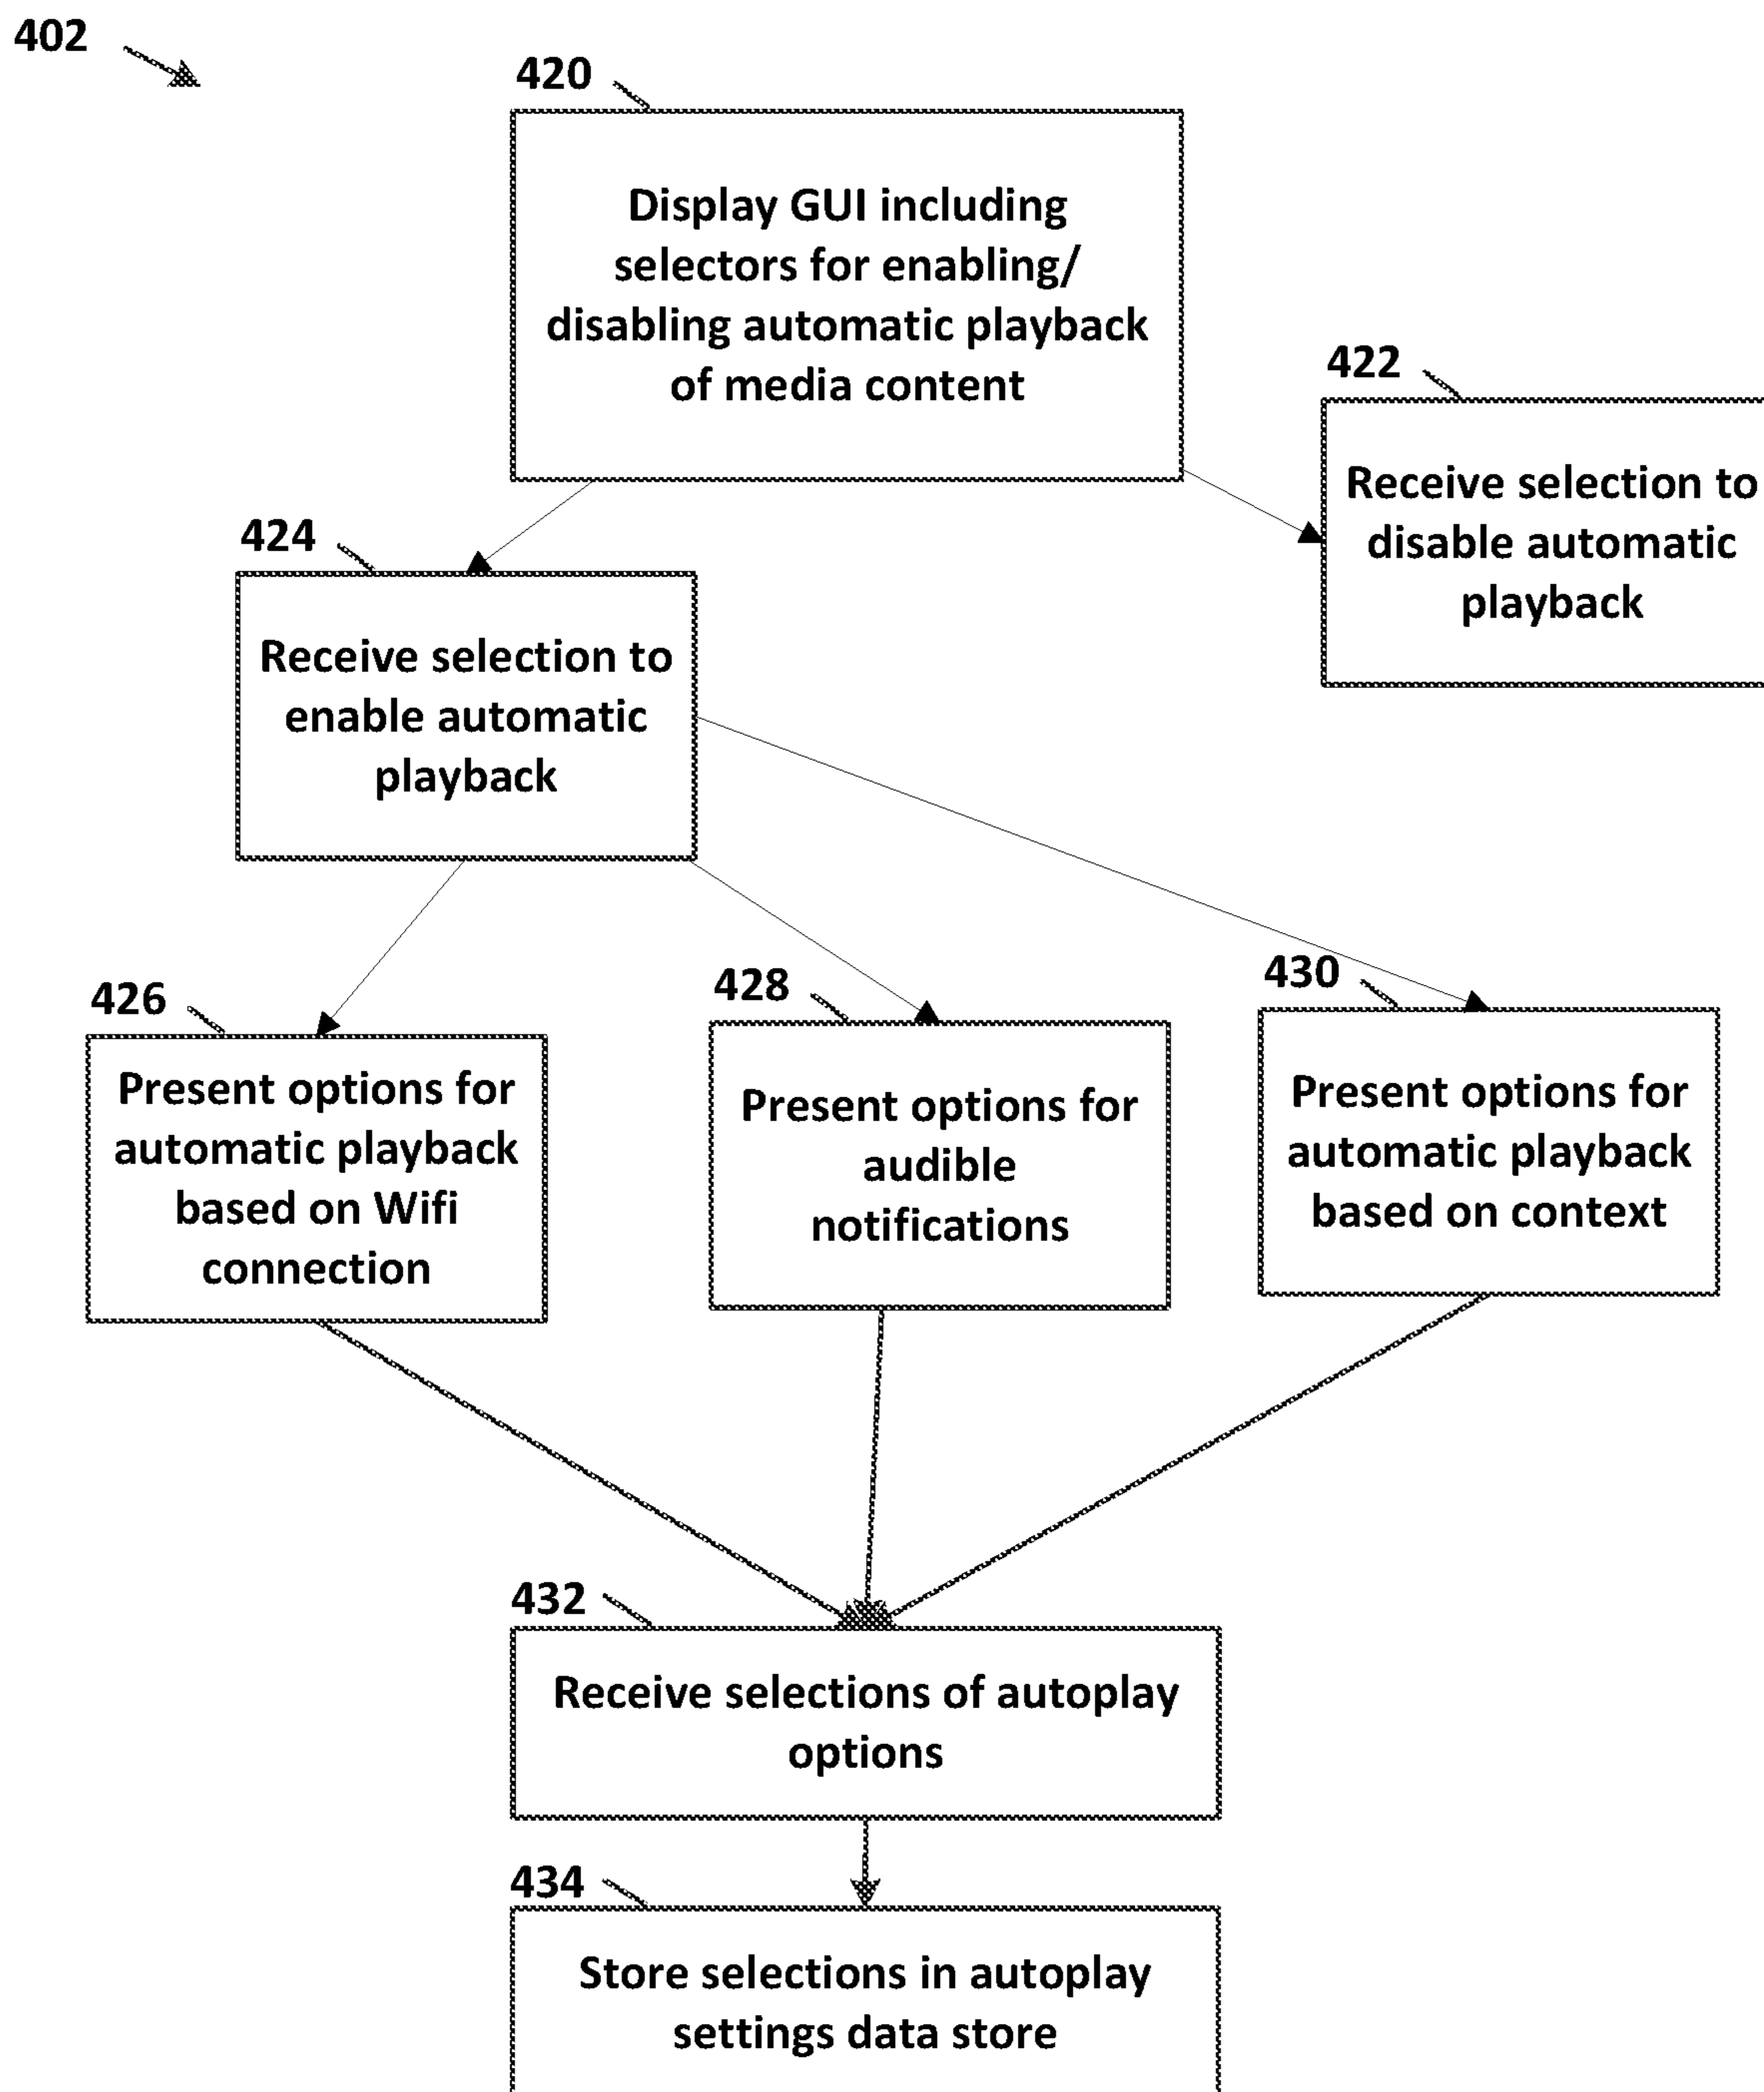 402
420
Display GUI including
selectors for enabling/
disabling automatic playback
of media content
422
Receive selection to
disable automatic
playback
424
Receive selection to
enable automatic
playback
426
Present options for
automatic playback
based on Wifi
connection
428
Present options for
audible
notifications
430
Present options for
automatic playback
based on context
432
Receive selections of autoplay
options
434
Store selections in autoplay
settings data store